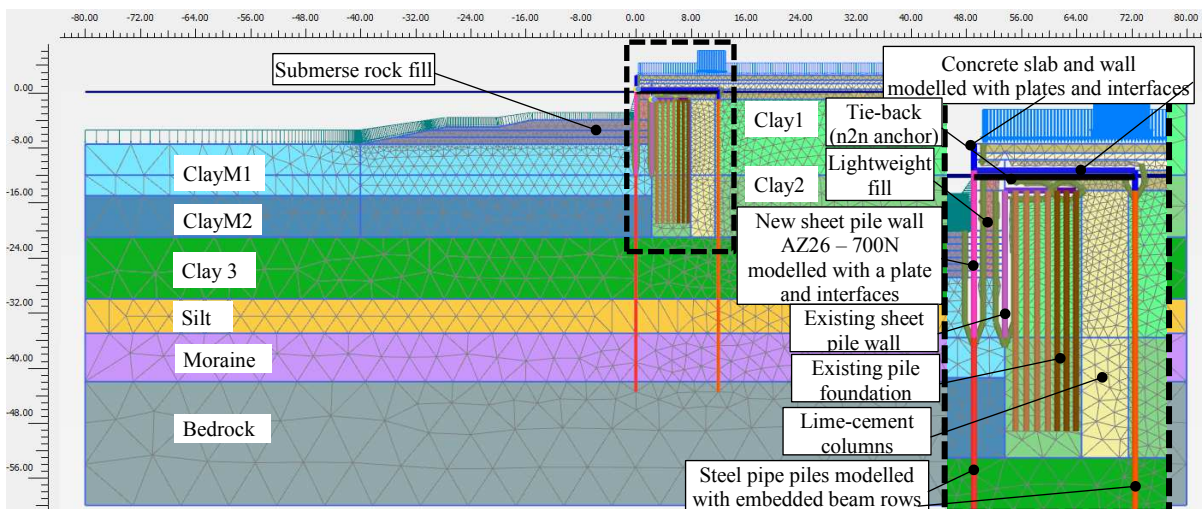 -80.00 -72.00 -64.00 -56.00 -48.00 -40.00 -32.00 -24.00 -16.00 -8.00 0.00 8.00 16.00 24.00 32.00 40.00 48.00 56.00 64.00 72.00 80.00
0.00
-8.00
-16.00
-24.00
-32.00
-40.00
-48.00
-56.00
Submerse rock fill
ClayM1
ClayM2
Clay 3
Silt
Moraine
Bedrock
Clay1
Clay2
Concrete slab and wall
modelled with plates and interfaces
Tie-back
(n2n anchor)
Lightweight
fill
New sheet pile wall
AZ26 – 700N
modelled with a plate
and interfaces
Existing sheet
pile wall
Existing pile
foundation
Lime-cement
columns
Steel pipe piles modelled
with embedded beam rows